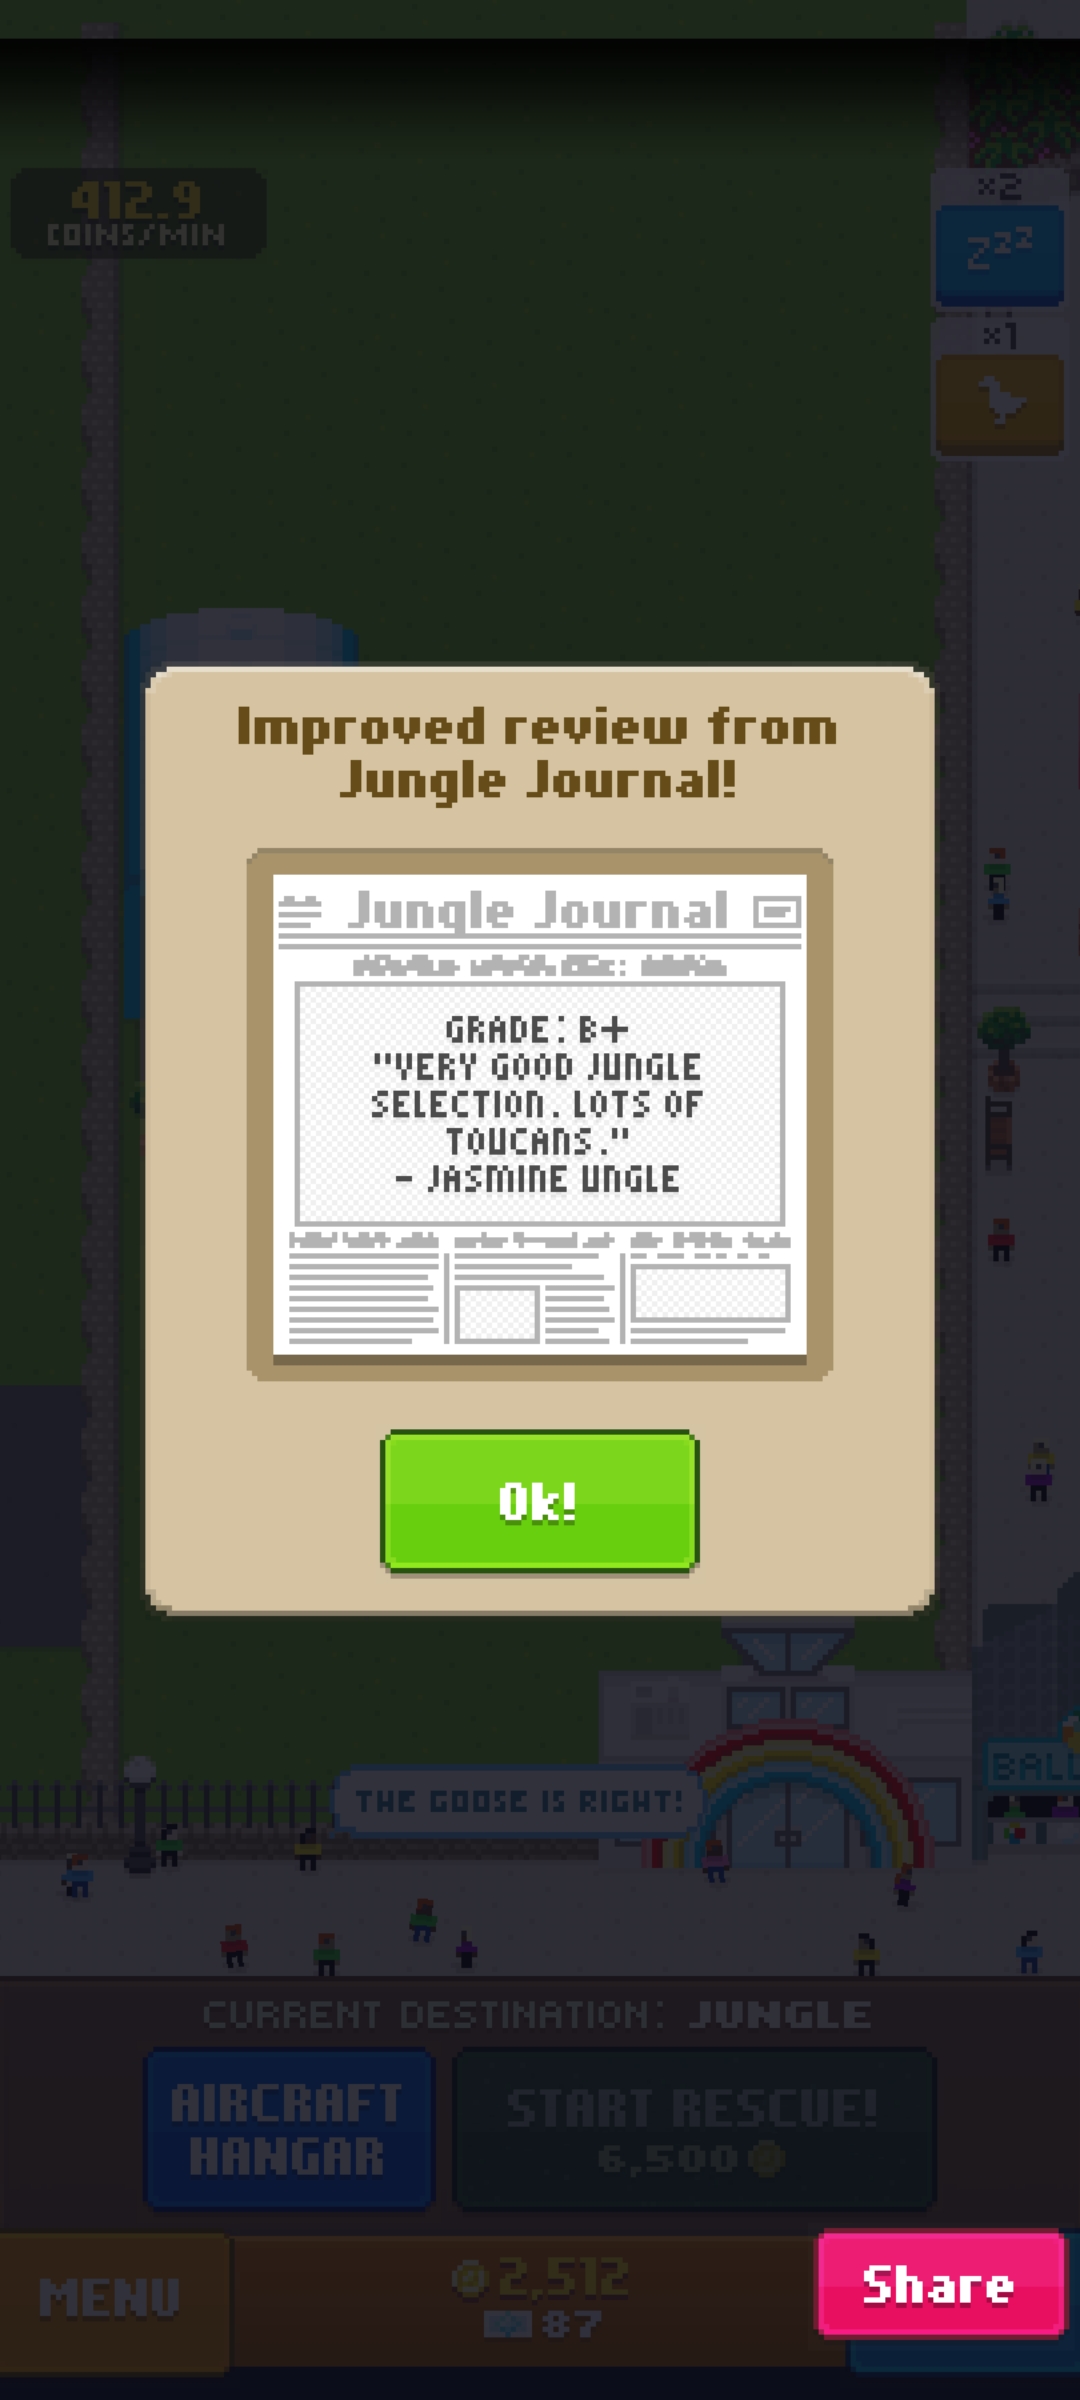 412.9
COINS/MIN
x2
zzz
x1
Improved review from
Jungle Journal!
Jungle Journal
GRADE: B+
"VERY GOOD JUNGLE
SELECTION. LOTS OF
TOUCANS."
- JASMINE UNGLE
Ok!
BALL
THE GOOSE IS RIGHT!
CURRENT DESTINATION: JUNGLE
AIRCRAFT
HANGAR
START RESCUE!
6,500
MENU
2,512
87
Share